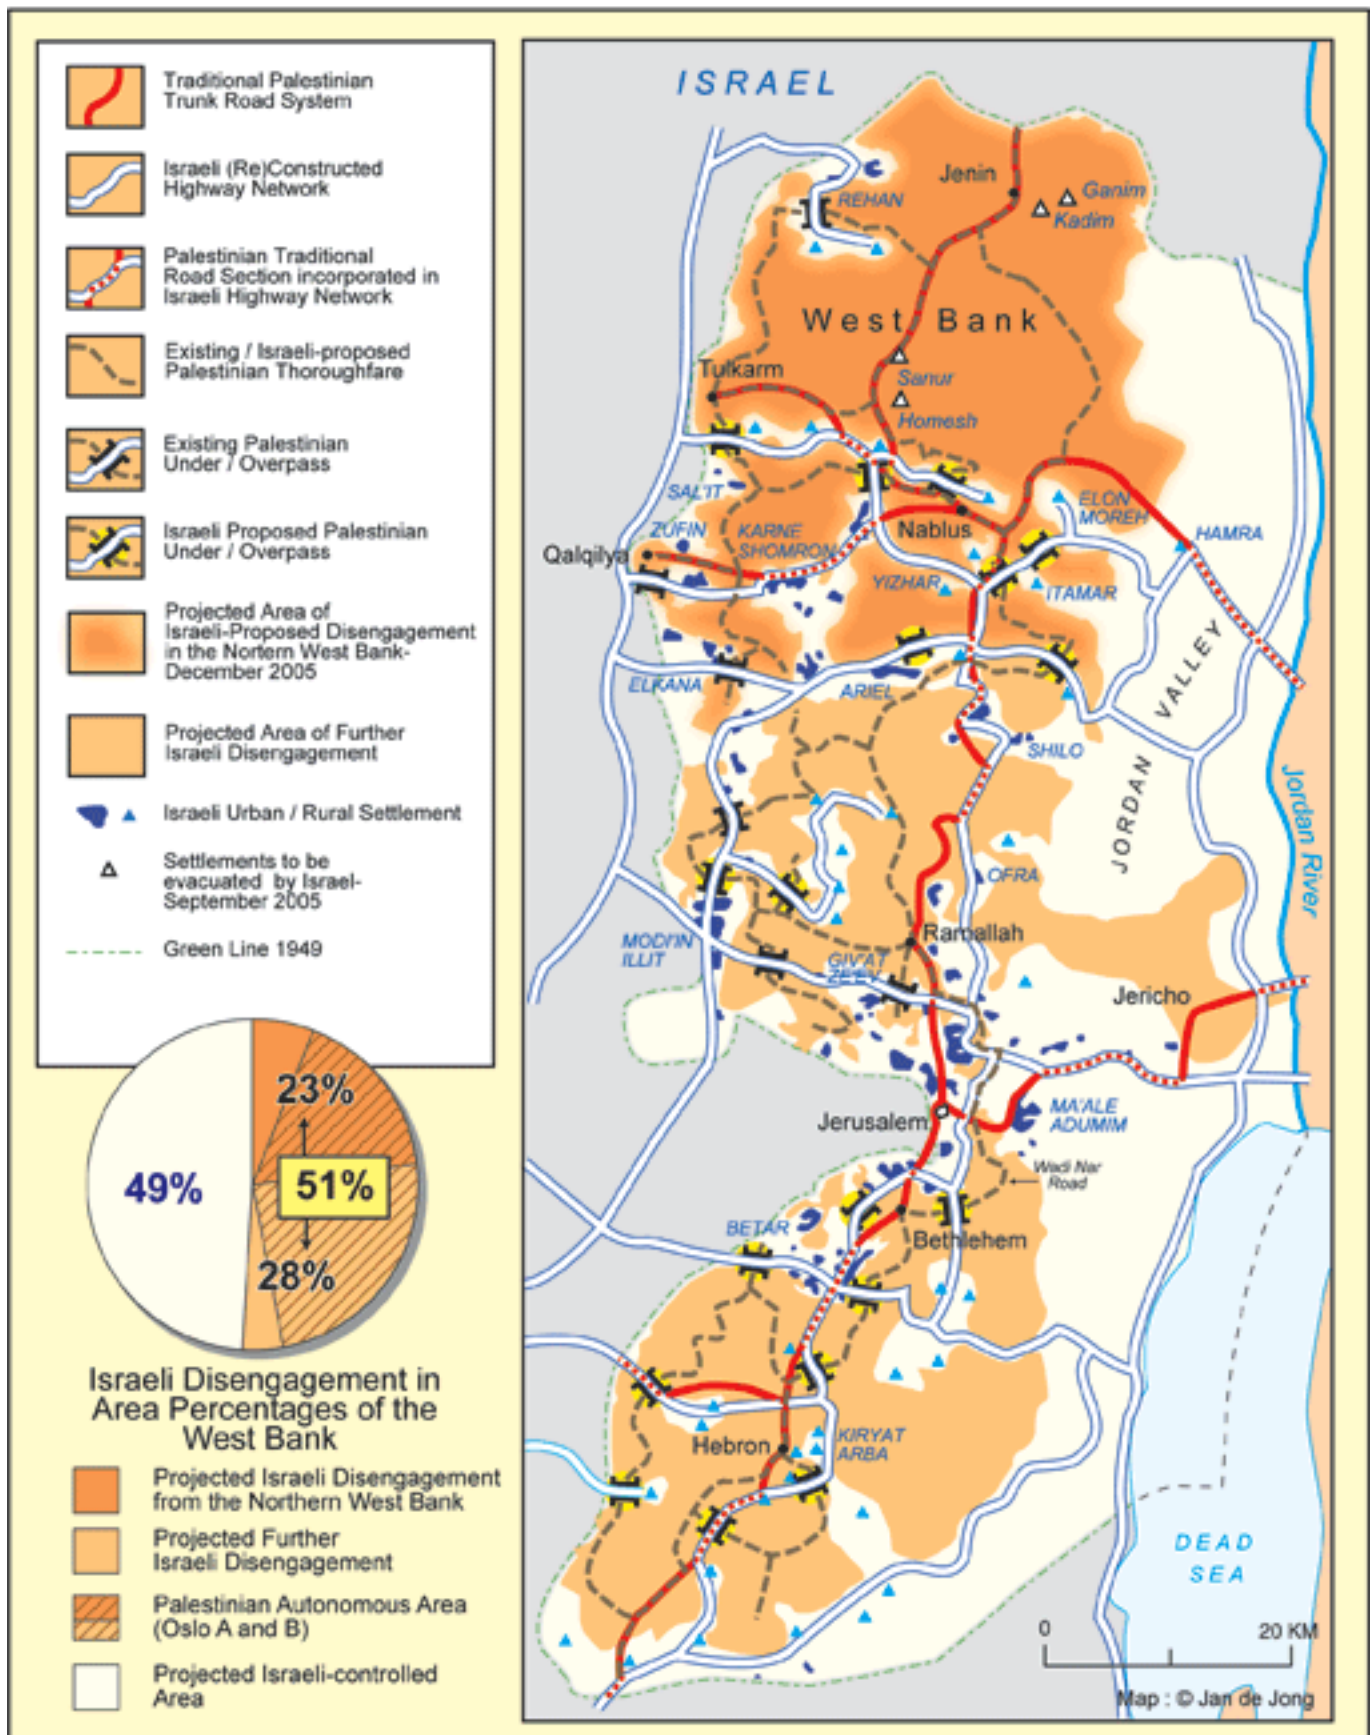 Traditional Palestinian
Trunk Road System
Israeli (Re)Constructed
Highway Network
Palestinian Traditional
Road Section incorporated in
Israeli Highway Network
Existing / Israeli-proposed
Palestinian Thoroughfare
Existing Palestinian
Under / Overpass
Israeli Proposed Palestinian
Under / Overpass
Projected Area of
Israeli-Proposed Disengagement
in the Nortern West Bank-
December 2005
Projected Area of Further
Israeli Disengagement
Israeli Urban / Rural Settlement
Settlements to be
evacuated by Israel-
September 2005
Green Line 1949
23%
49%
51%
28%
Israeli Disengagement in
Area Percentages of the
West Bank
Projected Israeli Disengagement
from the Northern West Bank
Projected Further
Israeli Disengagement
Palestinian Autonomous Area
(Oslo A and B)
Projected Israeli-controlled
Area
ISRAEL
Jenin
Ganim
Kadim
REHAN
West Bank
Tulkarm
Sanur
Homesh
SAL'IT
ELON
MOREH
ZUFIN
KARNE
SHOMRON
Nablus
HAMRA
Qalqilya
YIZHAR
ITAMAR
ELKANA
ARIEL
JORDAN VALLEY
SHILO
Jordan River
OFRA
MODI'IN
ILLIT
Ramallah
GIV'AT
ZE'EV
Jericho
Jerusalem
MA'ALE
ADUMIM
Wadi Nar
Road
BETAR
Bethlehem
Hebron
KIRYAT
ARBA
DEAD
SEA
0
20 KM
Map : © Jan de Jong